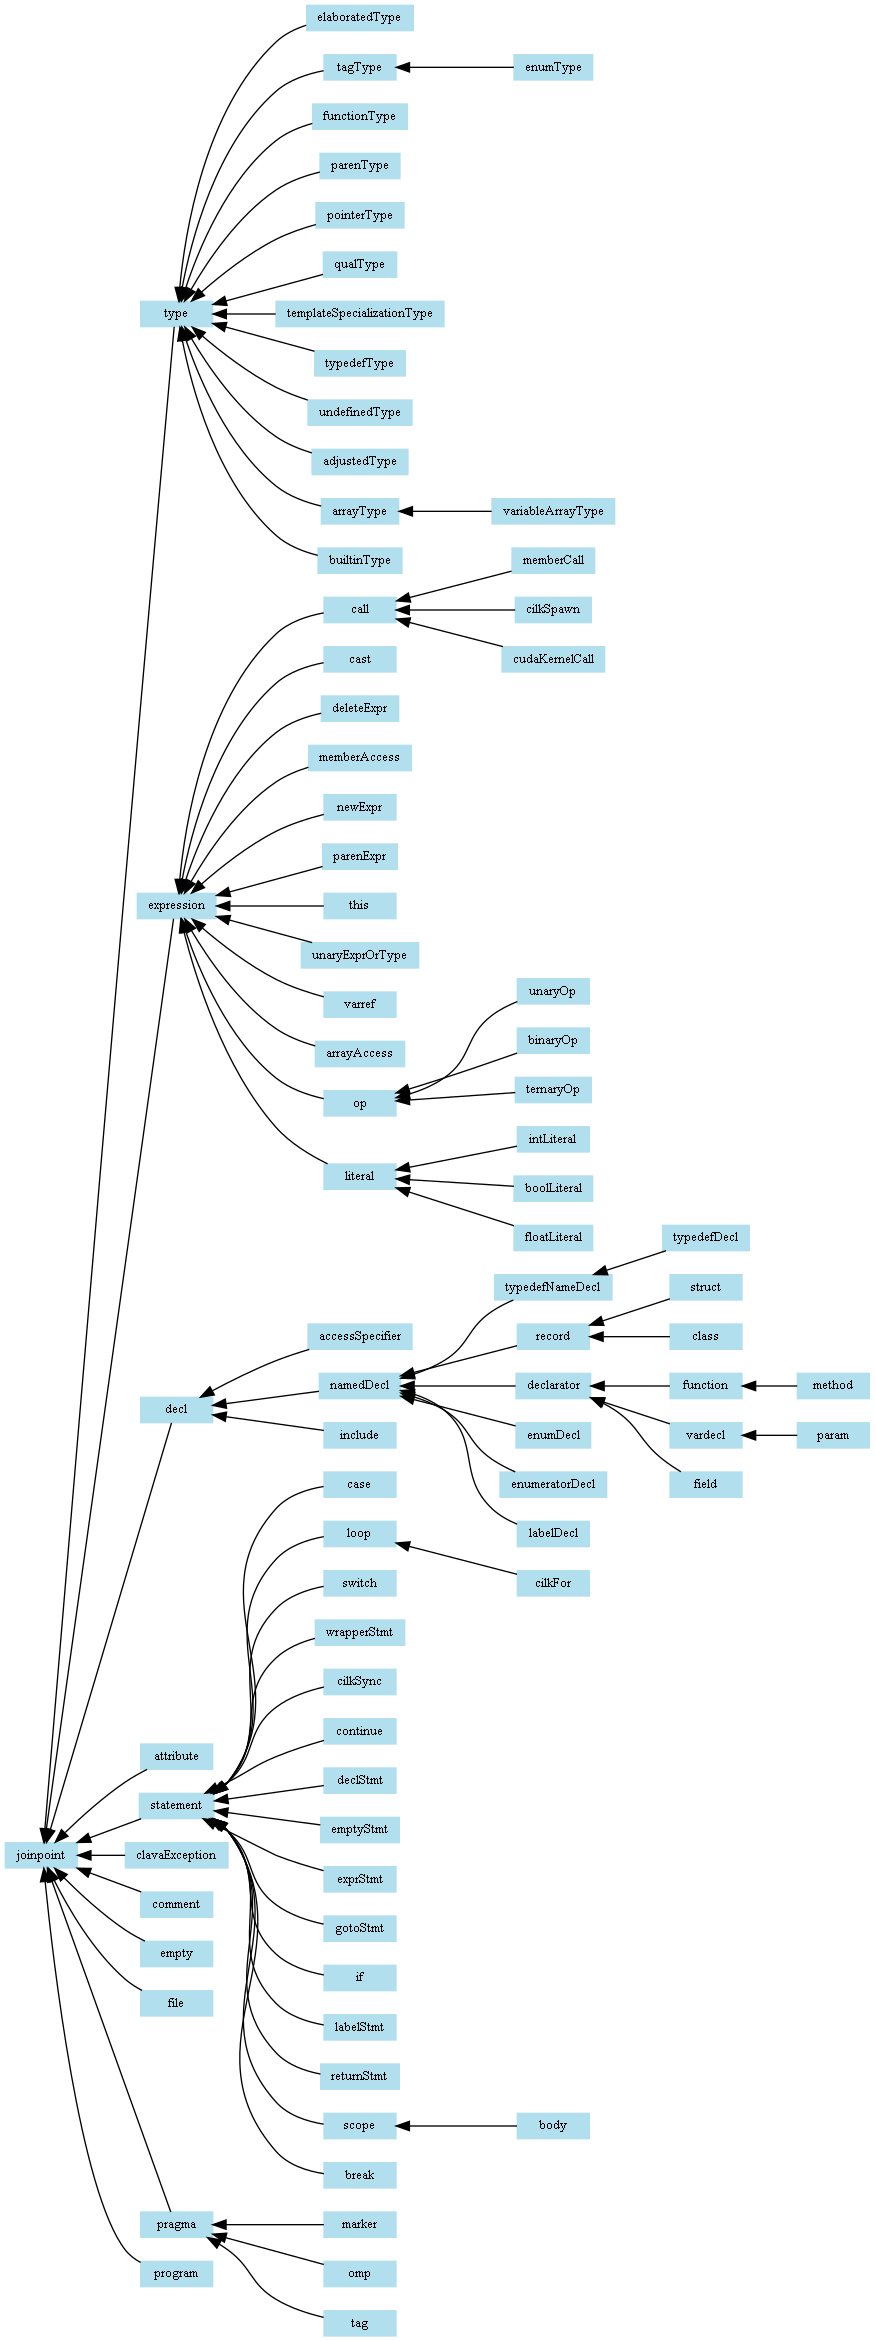 elaboratedType
tagType
enumType
functionType
parenType
pointerType
qualType
type
templateSpecializationType
typedefType
undefinedType
adjustedType
arrayType
variableArrayType
builtinType
memberCall
call
cilkSpawn
cast
cudaKernelCall
deleteExpr
memberAccess
newExpr
parenExpr
expression
this
unaryExprOrType
unaryOp
varref
binaryOp
arrayAccess
ternaryOp
op
intLiteral
literal
boolLiteral
floatLiteral
typedefDecl
typedefNameDecl
struct
accessSpecifier
record
class
namedDecl
declarator
function
method
decl
include
enumDecl
vardecl
param
case
enumeratorDecl
field
loop
labelDecl
switch
cilkFor
wrapperStmt
cilkSync
continue
attribute
declStmt
statement
emptyStmt
joinpoint
clavaException
exprStmt
comment
gotoStmt
empty
if
file
labelStmt
returnStmt
scope
body
break
pragma
marker
program
omp
tag